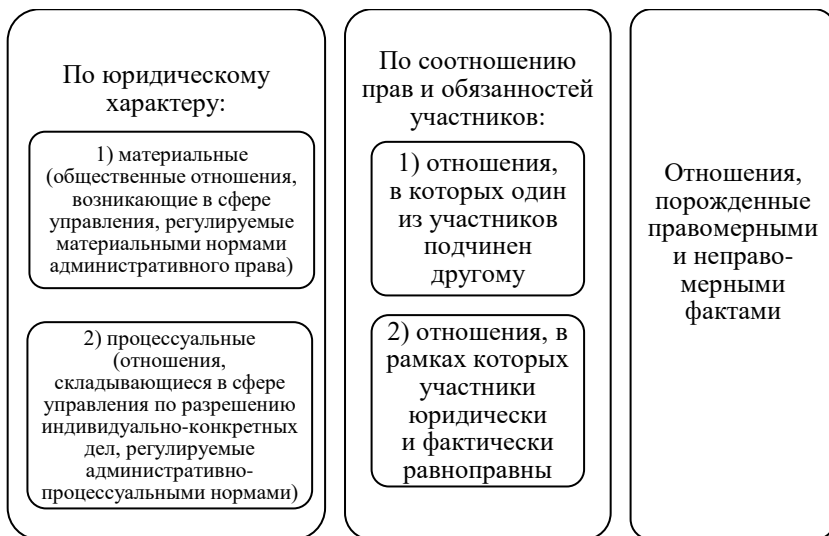 По юридическому
характеру:
1) материальные
(общественные отношения,
возникающие в сфере
управления, регулируемые
материальными нормами
административного права)
2) процессуальные
(отношения,
складывающиеся в сфере
управления по разрешению
индивидуально-конкретных
дел, регулируемые
административно-
процессуальными нормами)
По соотношению
прав и обязанностей
участников:
1) отношения,
в которых один
из участников
подчинен
другому
2) отношения, в
рамках которых
участники
юридически
и фактически
равноправны
Отношения,
порожденные
правомерными
и неправо-
мерными
фактами